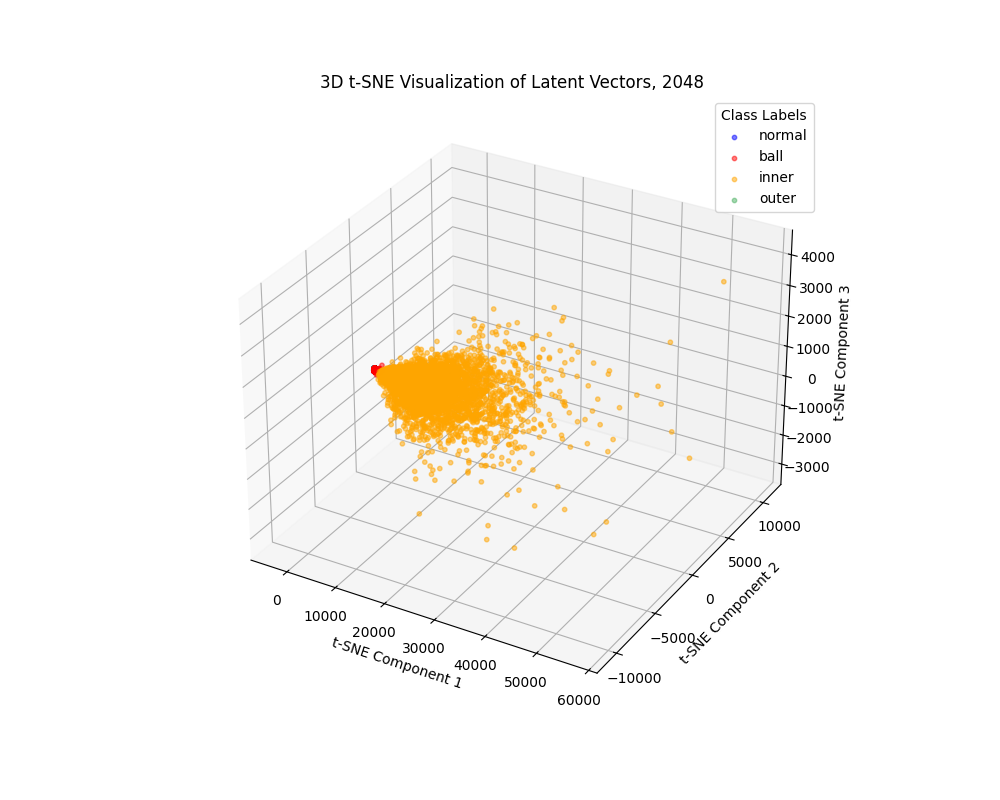 3D t-SNE Visualization of Latent Vectors, 2048
Class Labels
normal
ball
inner
outer
4000
3000
2000
1000
0
−1000
−2000
−3000
t-SNE Component 3
10000
5000
0
−5000
−10000
t-SNE Component 2
0
10000
20000
30000
40000
50000
60000
t-SNE Component 1